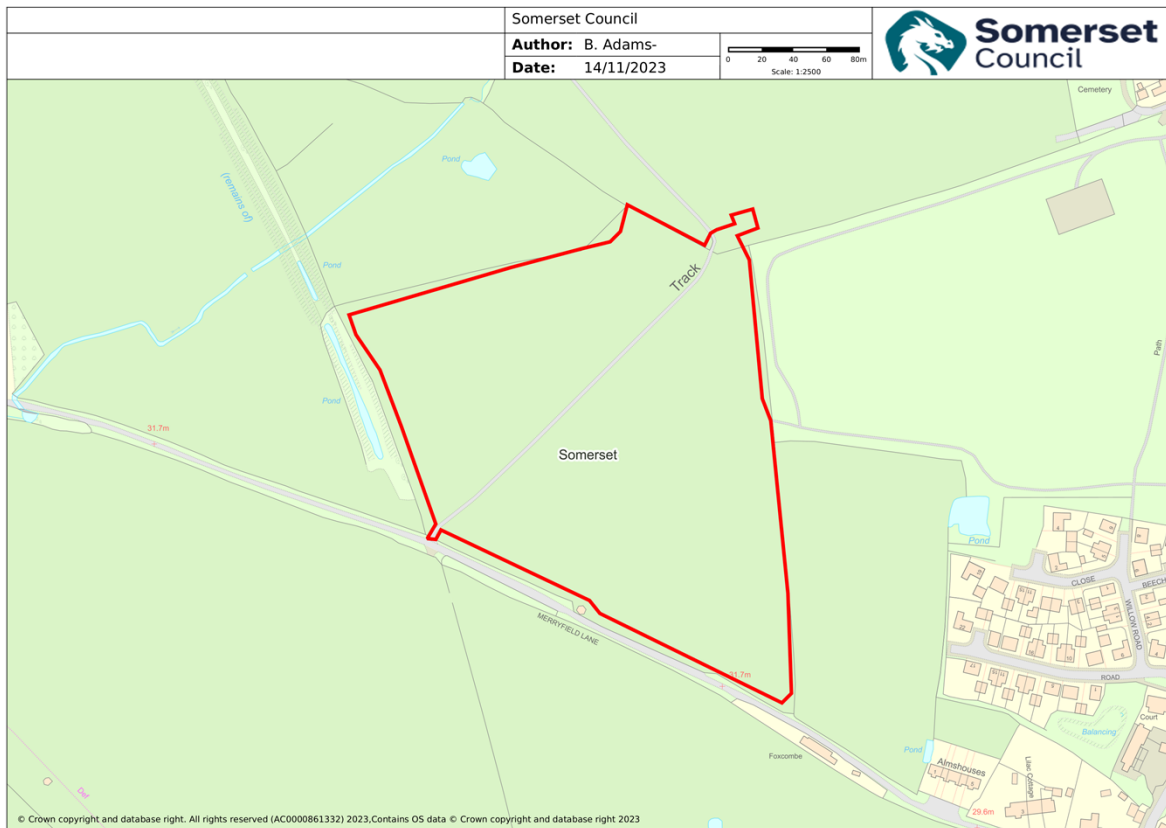 Somerset Council
Author: B. Adams-
Date: 14/11/2023
0 20 40 60 80m
Scale: 1:2500
Somerset
Council
Cemetery
Pond
(remains of)
Pond
Track
Path
Pond
31.7m
Somerset
Pond
CLOSE
BEECH
WILLOW ROAD
MERRYFIELD LANE
ROAD
31.7m
Court
Balancing
Foxcombe
Pond
Almshouses
Lilac Cottage
Def
29.6m
© Crown copyright and database right. All rights reserved (AC0000861332) 2023,Contains OS data © Crown copyright and database right 2023